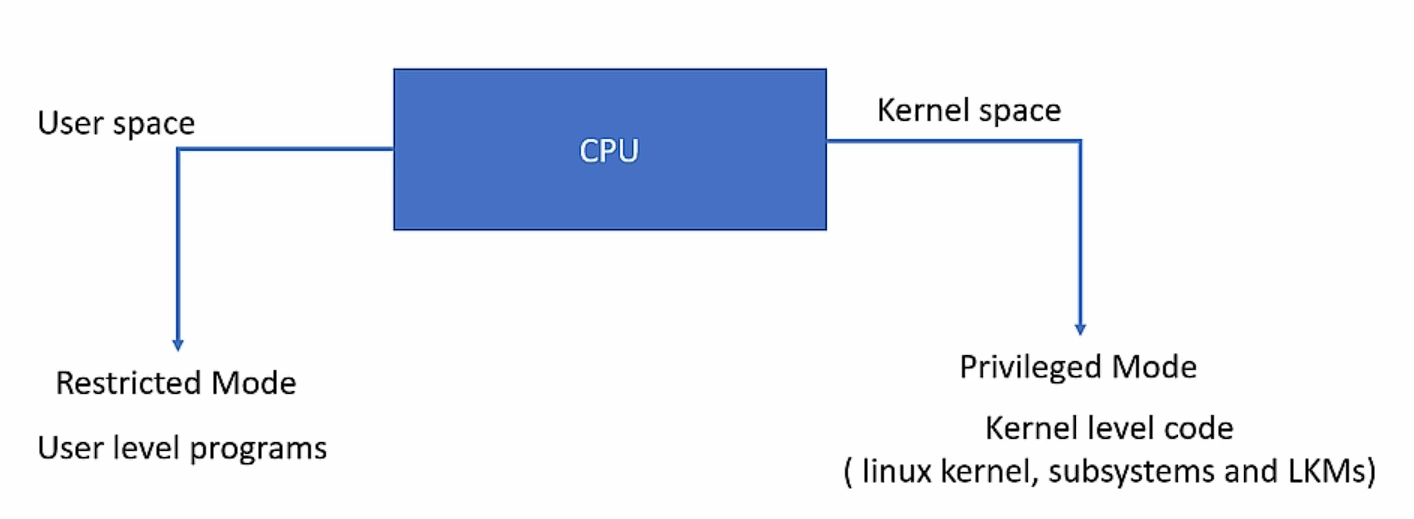 User space
CPU
Kernel space
Restricted Mode
User level programs
Privileged Mode
Kernel level code
( linux kernel, subsystems and LKMs)